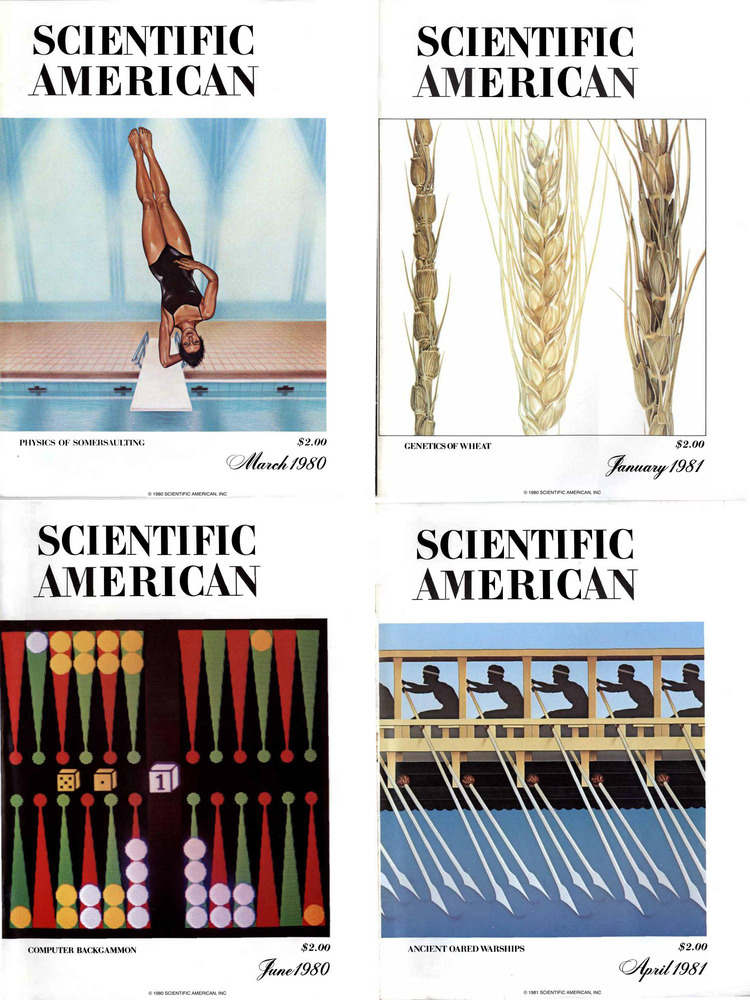 SCIENTIFIC
AMERICAN
PHYSICS OF SOMERSAULTING
$2.00
March 1980
© 1980 SCIENTIFIC AMERICAN, INC
SCIENTIFIC
AMERICAN
GENETICS OF WHEAT
$2.00
January 1981
© 1980 SCIENTIFIC AMERICAN, INC
SCIENTIFIC
AMERICAN
1
COMPUTER BACKGAMMON
$2.00
June 1980
© 1980 SCIENTIFIC AMERICAN, INC
SCIENTIFIC
AMERICAN
ANCIENT OARED WARSHIPS
$2.00
April 1981
© 1981 SCIENTIFIC AMERICAN, INC